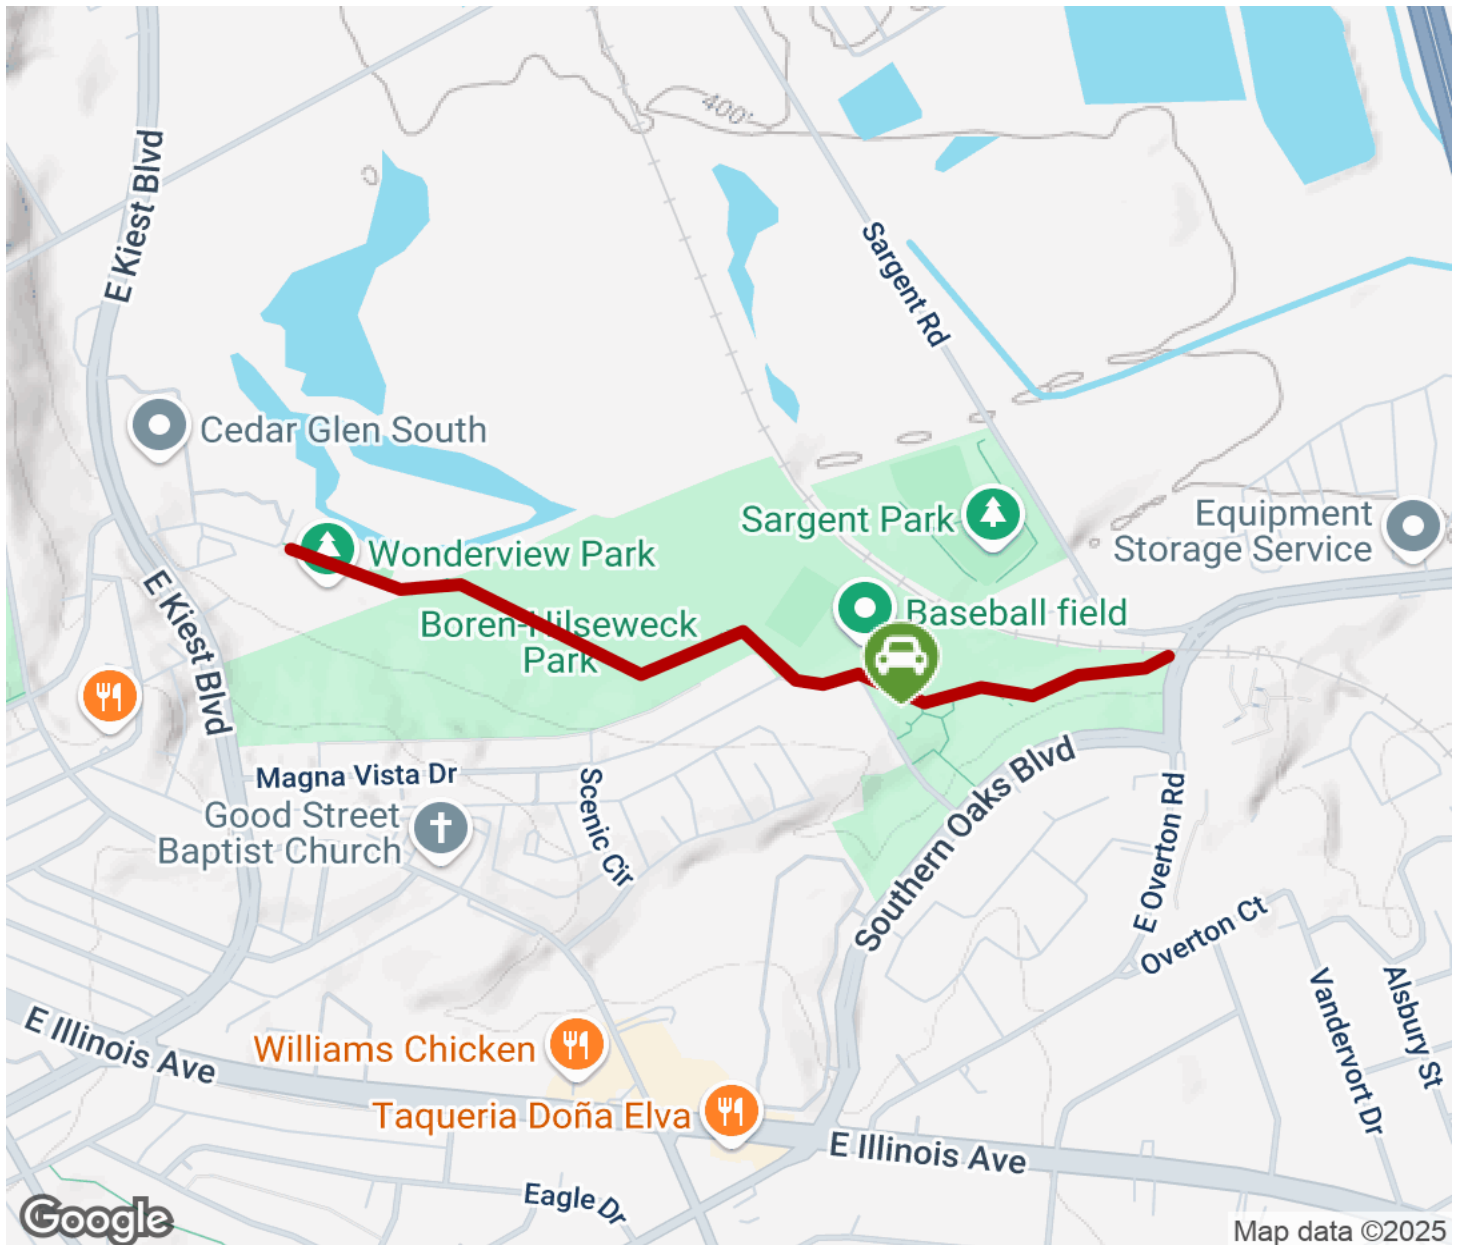 400'
E Kiest Blvd
Sargent Rd
Cedar Glen South
Sargent Park
Equipment
Storage Service
Wonderview Park
E Kiest Blvd
Boren-Hilseweck
Park
Baseball field
Magna Vista Dr
Good Street
Baptist Church
Scenic Cir
Southern Oaks Blvd
E Overton Rd
Overton Ct
Vandervort Dr
Alsbury St
E Illinois Ave
Williams Chicken
Taqueria Doña Elva
E Illinois Ave
Eagle Dr
Google
Map data ©2025